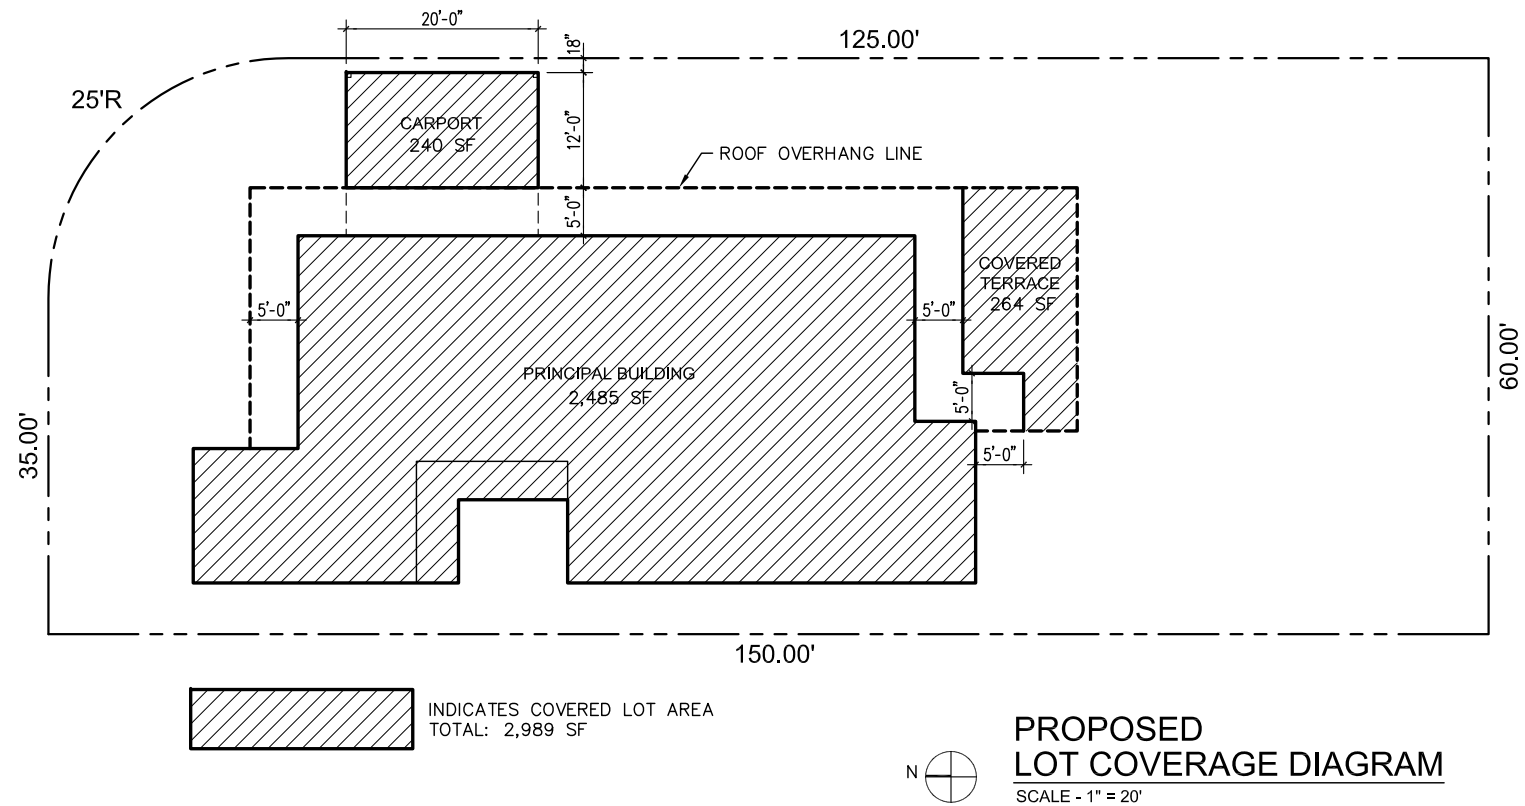 20'-0"
18"
125.00'
25'R
CARPORT
240 SF
12'-0"
ROOF OVERHANG LINE
5'-0"
COVERED
TERRACE
264 SF
5'-0"
5'-0"
PRINCIPAL BUILDING
2,485 SF
5'-0"
60.00'
35.00'
5'-0"
150.00'
INDICATES COVERED LOT AREA
TOTAL: 2,989 SF
N
PROPOSED
LOT COVERAGE DIAGRAM
SCALE - 1" = 20'